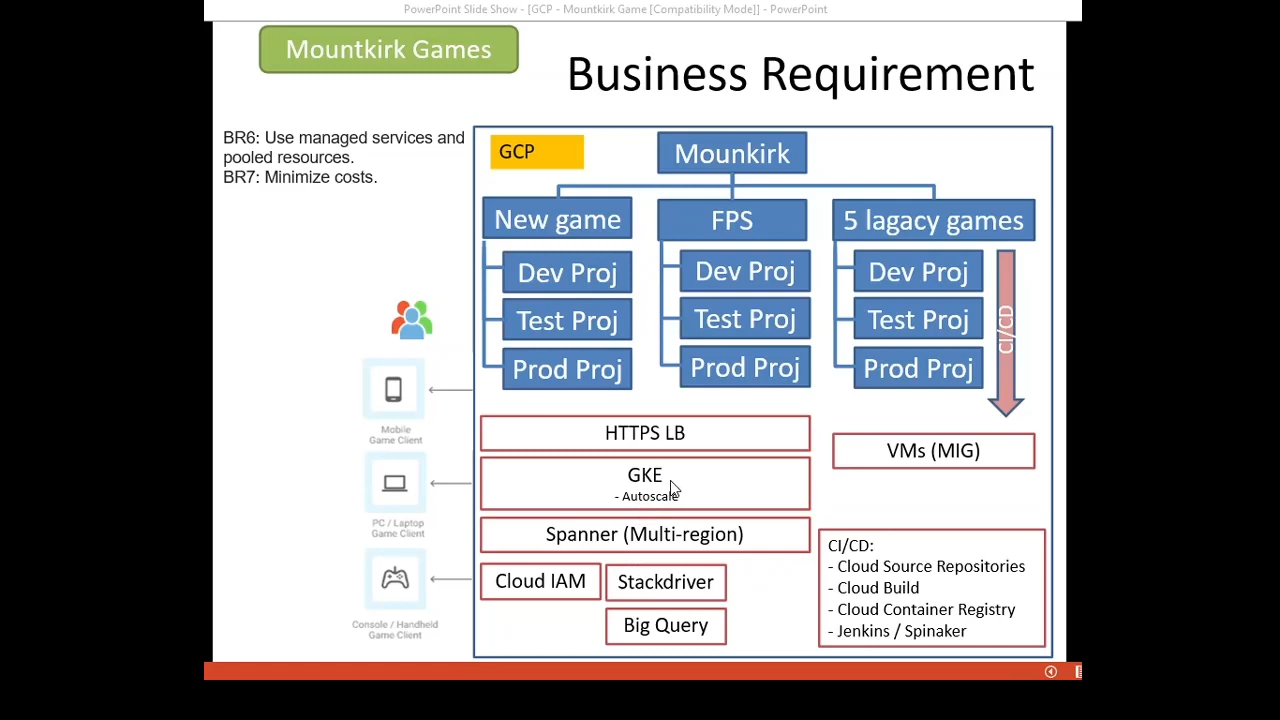 PowerPoint Slide Show - [GCP - Mountkirk Game [Compatibility Mode]] - PowerPoint
Mountkirk Games
Business Requirement
BR6: Use managed services and
pooled resources.
BR7: Minimize costs.
GCP
Mounkirk
New game
FPS
5 lagacy games
Dev Proj
Dev Proj
Dev Proj
Test Proj
Test Proj
Test Proj
Prod Proj
Prod Proj
Prod Proj
CI/CD
Mobile
Game Client
PC / Laptop
Game Client
Console / Handheld
Game Client
HTTPS LB
GKE
- Autoscale
Spanner (Multi-region)
Cloud IAM
Stackdriver
Big Query
VMs (MIG)
CI/CD:
- Cloud Source Repositories
- Cloud Build
- Cloud Container Registry
- Jenkins / Spinaker